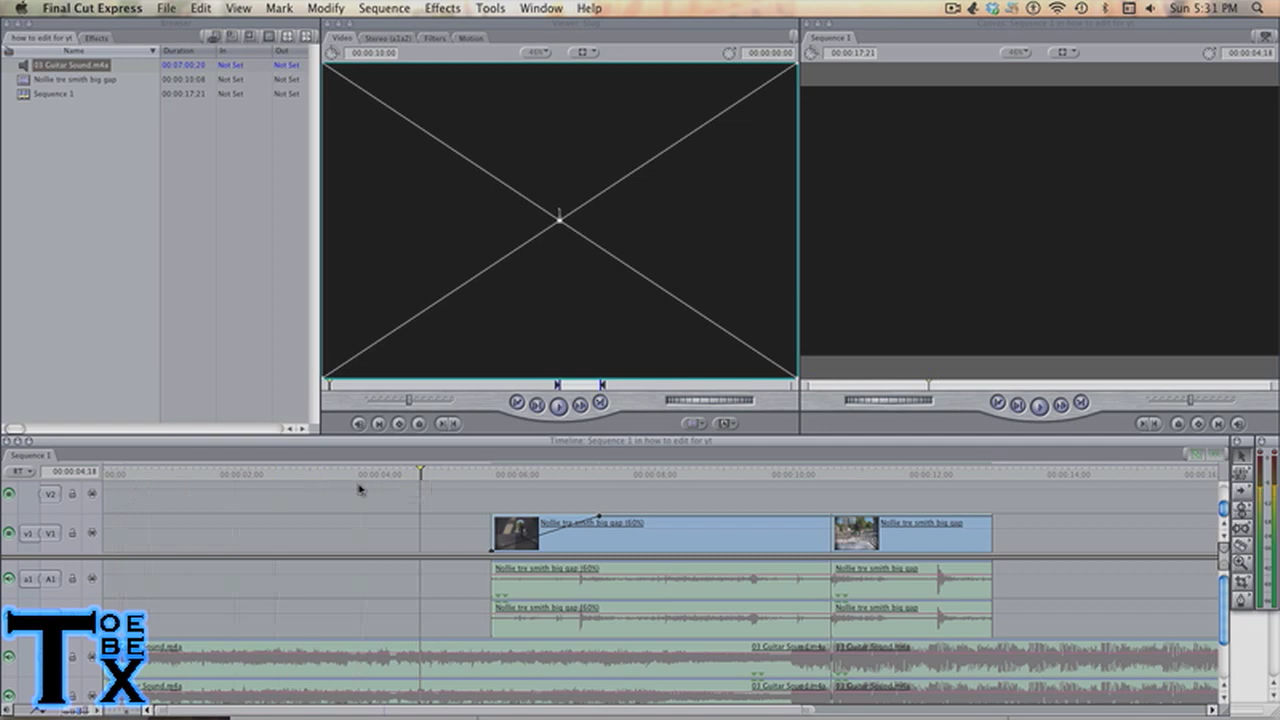 Final Cut Express File Edit View Mark Modify Sequence Effects Tools Window Help Sun 5:31 PM
how to edit for yt Effects
Name Duration In Out
03 Guitar Sound.m4a 00:07:00;20 Not Set Not Set
Nollie tre smith big gap 00:00:10:08 Not Set Not Set
Sequence 1 00:00:17;21 Not Set Not Set
Video Stereo (a1a2) Filters Motion
00:00:10:00 46% 00:00:00:00
Sequence 1
00:00:17;21 46% 00:00:04;18
Timeline: Sequence 1 in how to edit for yt
Sequence 1
RT 00:00:04;18 00:00 00:00:02;00 00:00:04;00 00:00:06;00 00:00:08;00 00:00:10;00 00:00:12;00 00:00:14;00 00:00:16
V2
v1 V1 Nollie tre smith big gap (60%) Nollie tre smith big gap
a1 A1 Nollie tre smith big gap (60%) Nollie tre smith big gap
Nollie tre smith big gap (60%) Nollie tre smith big gap
Sound.m4a 03 Guitar Sound.m4a 03 Guitar Sound.m4a
Sound.m4a 03 Guitar Sound.m4a 03 Guitar Sound.m4a
TOE
BE
X